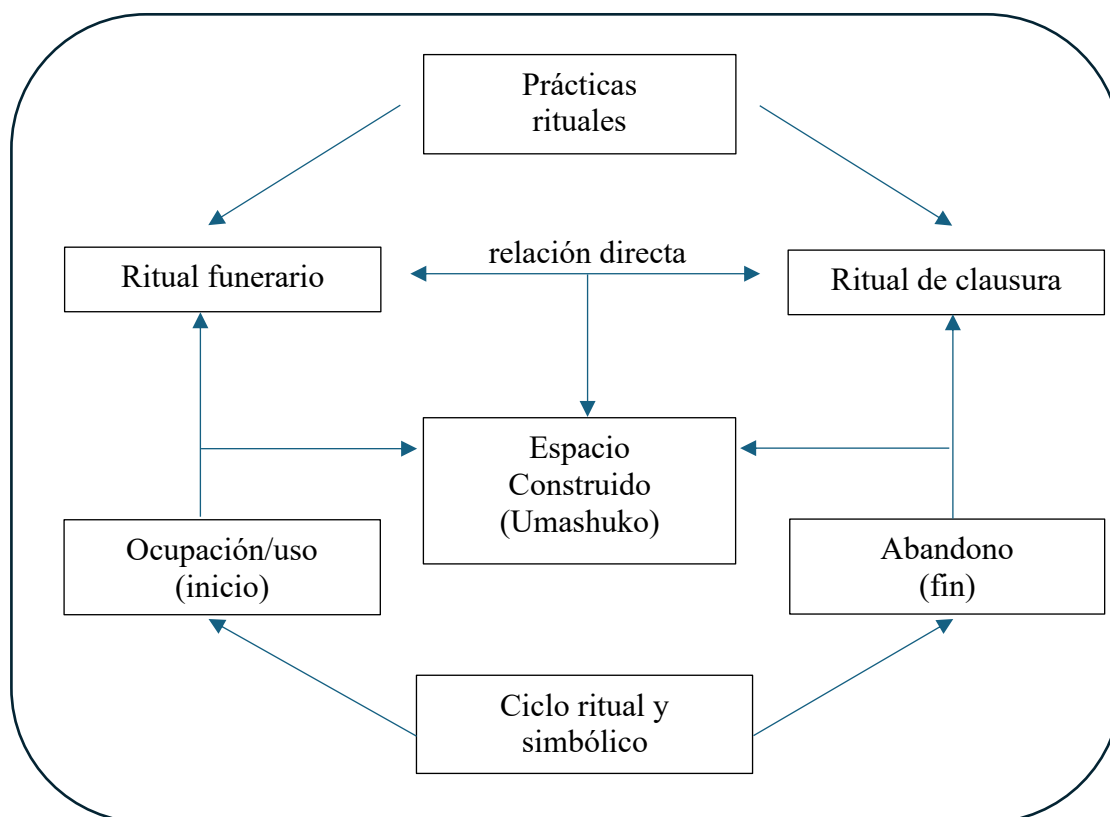 Prácticas
rituales
relación directa
Ritual funerario
Ritual de clausura
Espacio
Construido
(Umashuko)
Ocupación/uso
(inicio)
Abandono
(fin)
Ciclo ritual y
simbólico